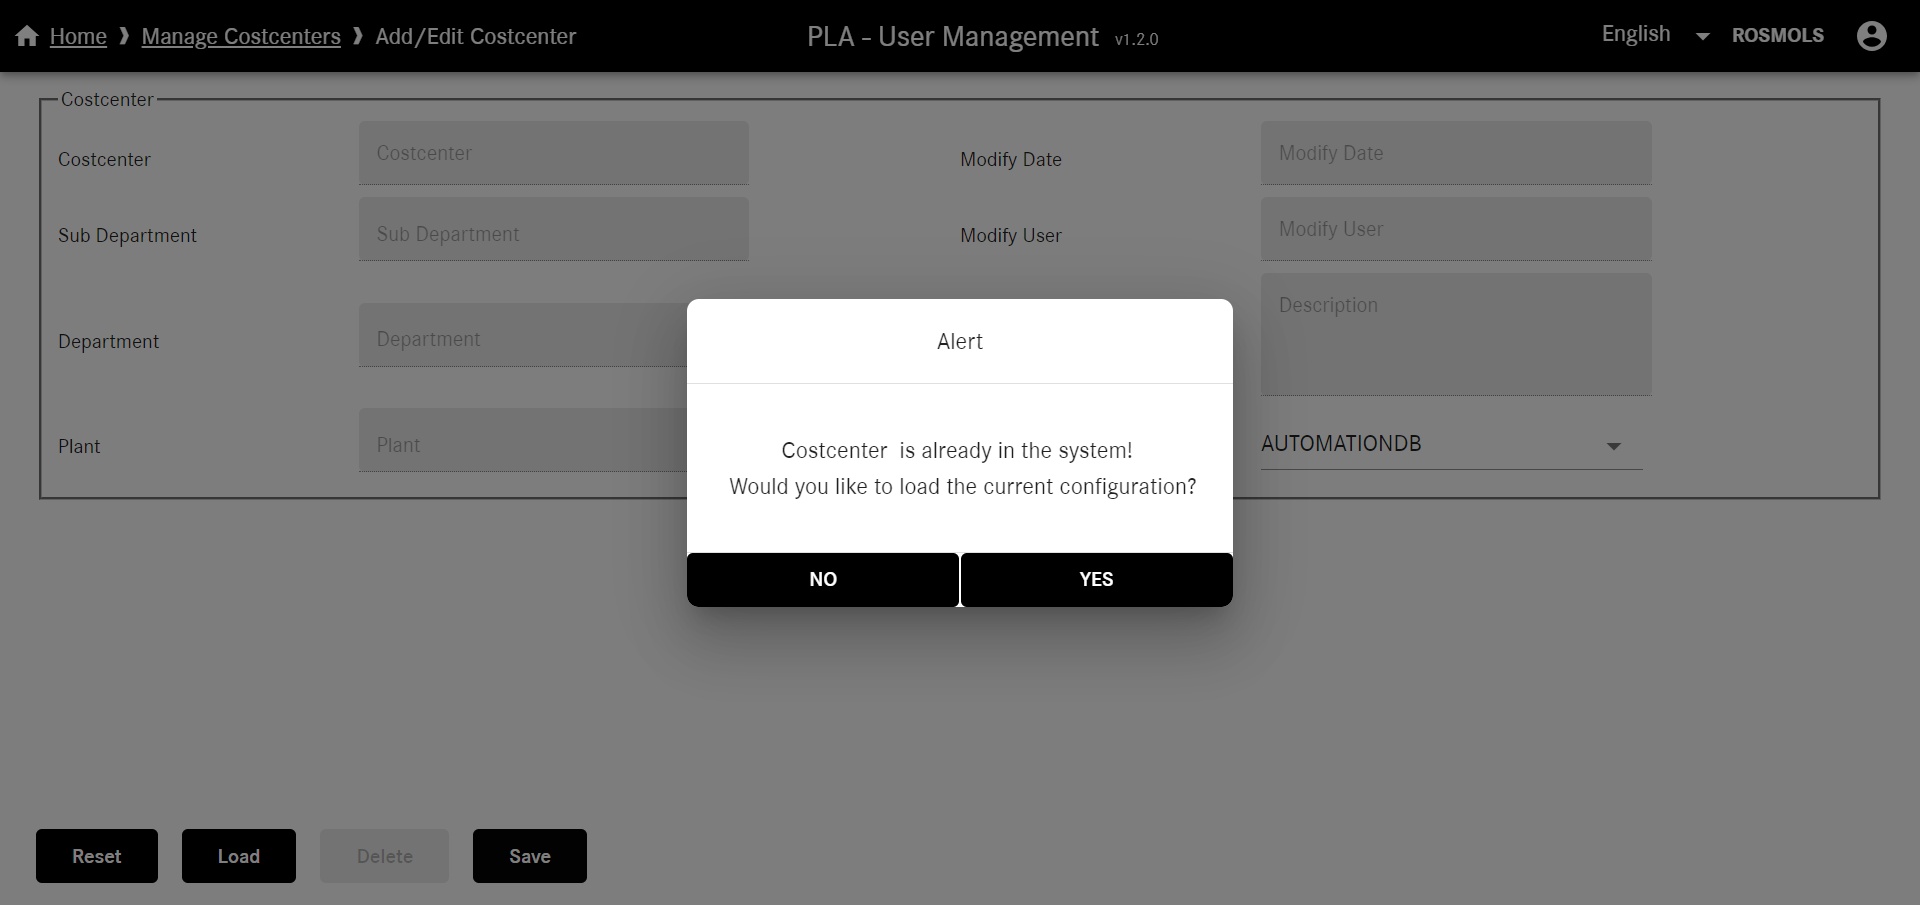 Home ❱ Manage Costcenters ❱ Add/Edit Costcenter
PLA - User Management v1.2.0
English
ROSMOLS
Costcenter
Costcenter
Costcenter
Modify Date
Modify Date
Sub Department
Sub Department
Modify User
Modify User
Department
Department
Description
Plant
Plant
AUTOMATIONDB
Alert
Costcenter  is already in the system!
Would you like to load the current configuration?
NO
YES
Reset
Load
Delete
Save